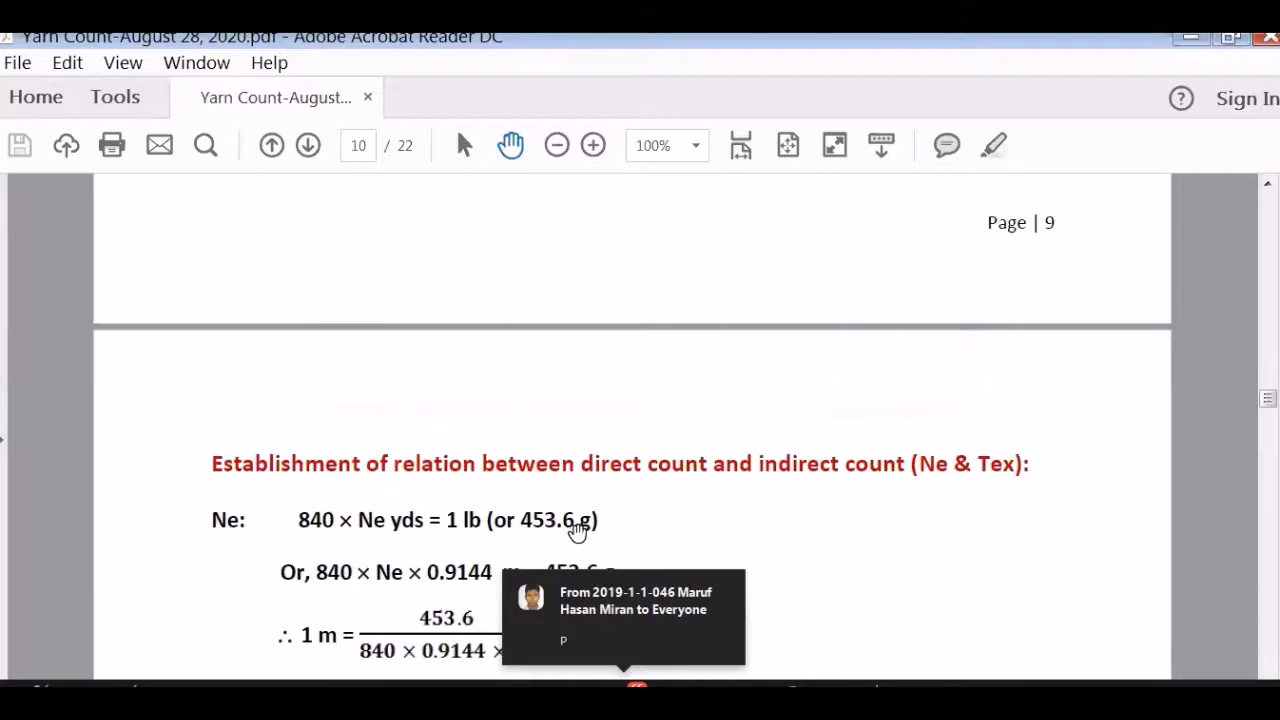 Yarn Count-August 28, 2020.pdf - Adobe Acrobat Reader DC
File Edit View Window Help
Home Tools Yarn Count-August... × ? Sign In
10 / 22 100%
Page | 9
Establishment of relation between direct count and indirect count (Ne & Tex):
Ne: 840 × Ne yds = 1 lb (or 453.6 g)
Or, 840 × Ne × 0.9144
∴ 1 m = 453.6
840 × 0.9144 ×
From 2019-1-1-046 Maruf
Hasan Miran to Everyone
P